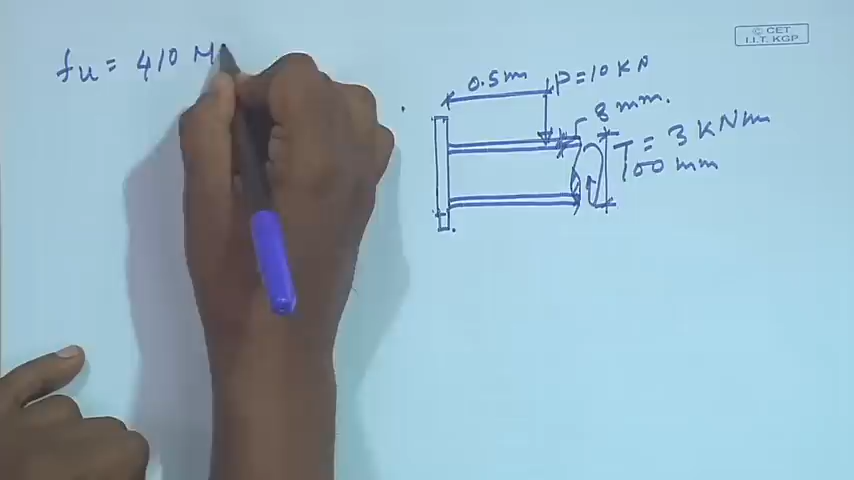 fu = 410 M
© CET
I.I.T. KGP
0.5m
P=10 KN
8 mm.
T = 3 KNm
100 mm